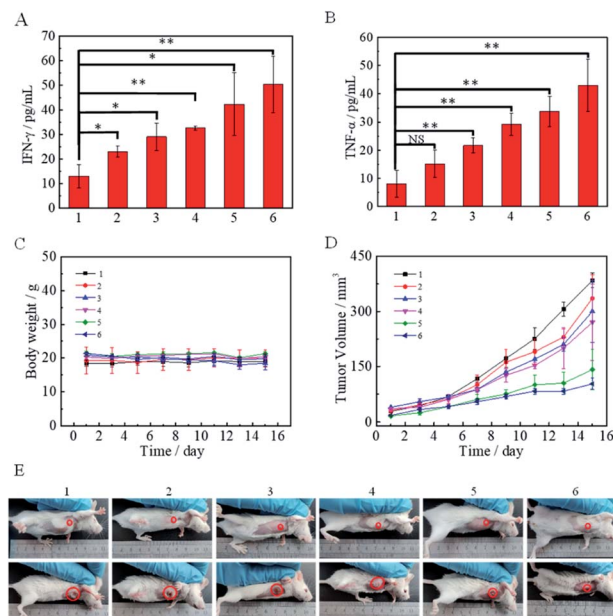 A
IFN-γ / pg/mL
70
60
50
40
30
20
10
0
**
*
**
*
*
1 2 3 4 5 6
B
TNF-α / pg/mL
60
50
40
30
20
10
0
**
**
**
**
NS
1 2 3 4 5 6
C
Body weight / g
50
40
30
20
10
0
1
2
3
4
5
6
0 2 4 6 8 10 12 14 16
Time / day
D
Tumor Volume / mm³
450
300
150
0
1
2
3
4
5
6
0 2 4 6 8 10 12 14 16
Time / day
E
1 2 3 4 5 6